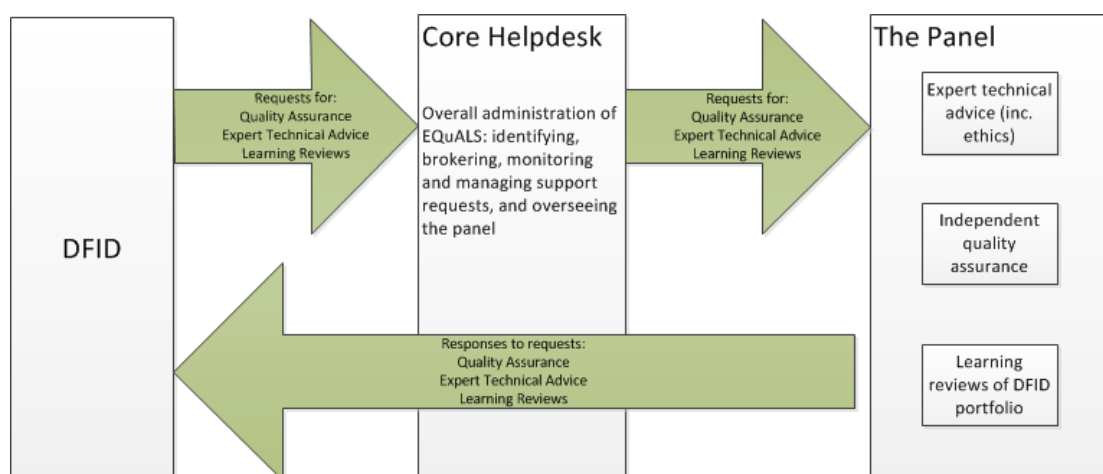 DFID
Requests for:
Quality Assurance
Expert Technical Advice
Learning Reviews
Core Helpdesk
Overall administration of
EQuALS: identifying,
brokering, monitoring
and managing support
requests, and overseeing
the panel
Requests for:
Quality Assurance
Expert Technical Advice
Learning Reviews
The Panel
Expert technical
advice (inc.
ethics)
Independent
quality
assurance
Learning
reviews of DFID
portfolio
Responses to requests:
Quality Assurance
Expert Technical Advice
Learning Reviews